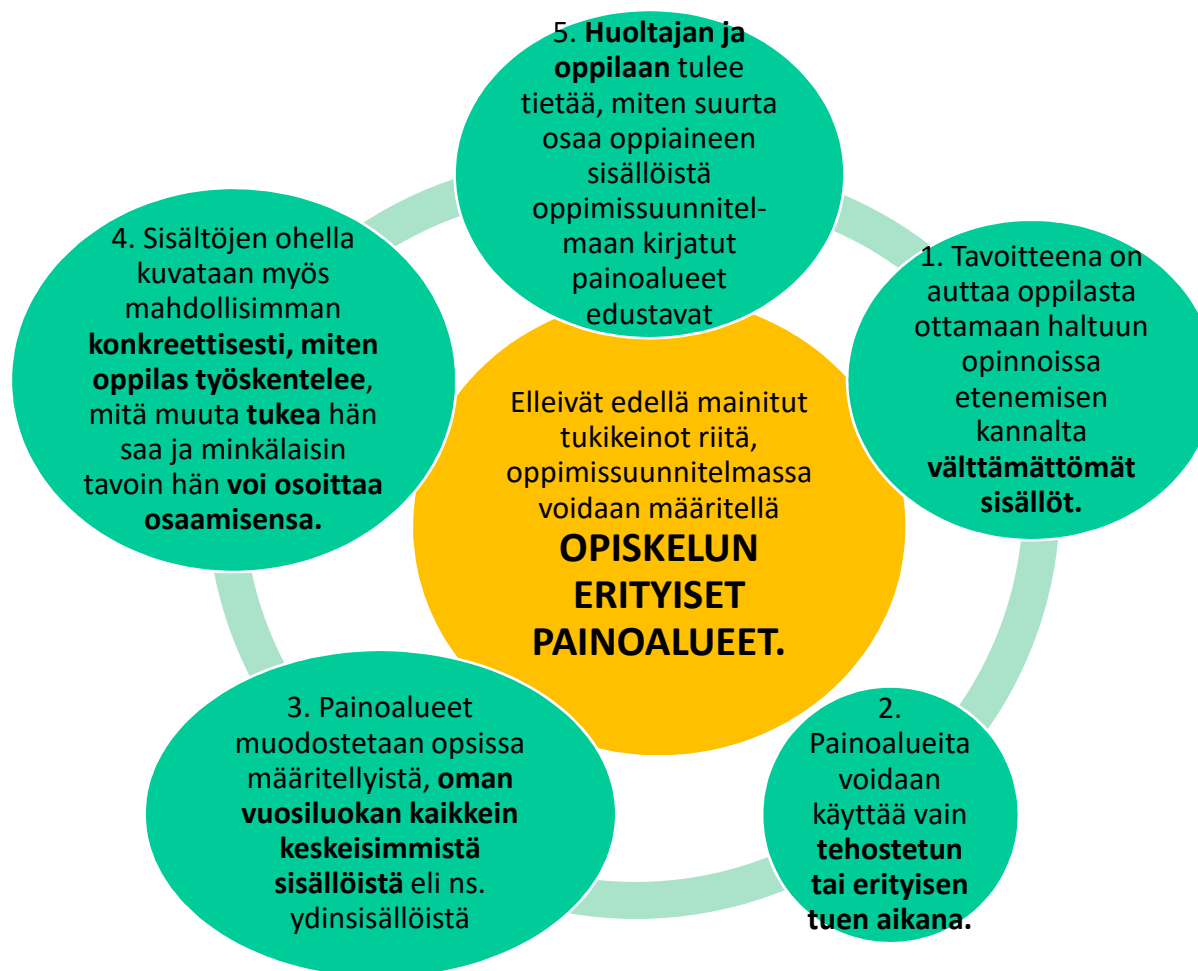 5. Huoltajan ja
oppilaan tulee
tietää, miten suurta
osaa oppiaineen
sisällöistä
oppimissuunnitel-
maan kirjatut
painoalueet
edustavat
4. Sisältöjen ohella
kuvataan myös
mahdollisimman
konkreettisesti, miten
oppilas työskentelee,
mitä muuta tukea hän
saa ja minkälaisin
tavoin hän voi osoittaa
osaamisensa.
1. Tavoitteena on
auttaa oppilasta
ottamaan haltuun
opinnoissa
etenemisen
kannalta
välttämättömät
sisällöt.
Elleivät edellä mainitut
tukikeinot riitä,
oppimissuunnitelmassa
voidaan määritellä
OPISKELUN
ERITYISET
PAINOALUEET.
3. Painoalueet
muodostetaan opsissa
määritellyistä, oman
vuosiluokan kaikkein
keskeisimmistä
sisällöistä eli ns.
ydinsisällöistä
2.
Painoalueita
voidaan
käyttää vain
tehostetun
tai erityisen
tuen aikana.